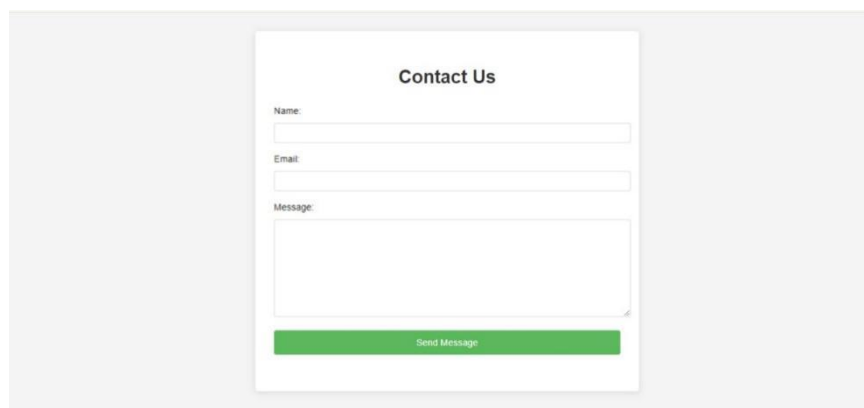 Contact Us
Name:
Email:
Message:
Send Message